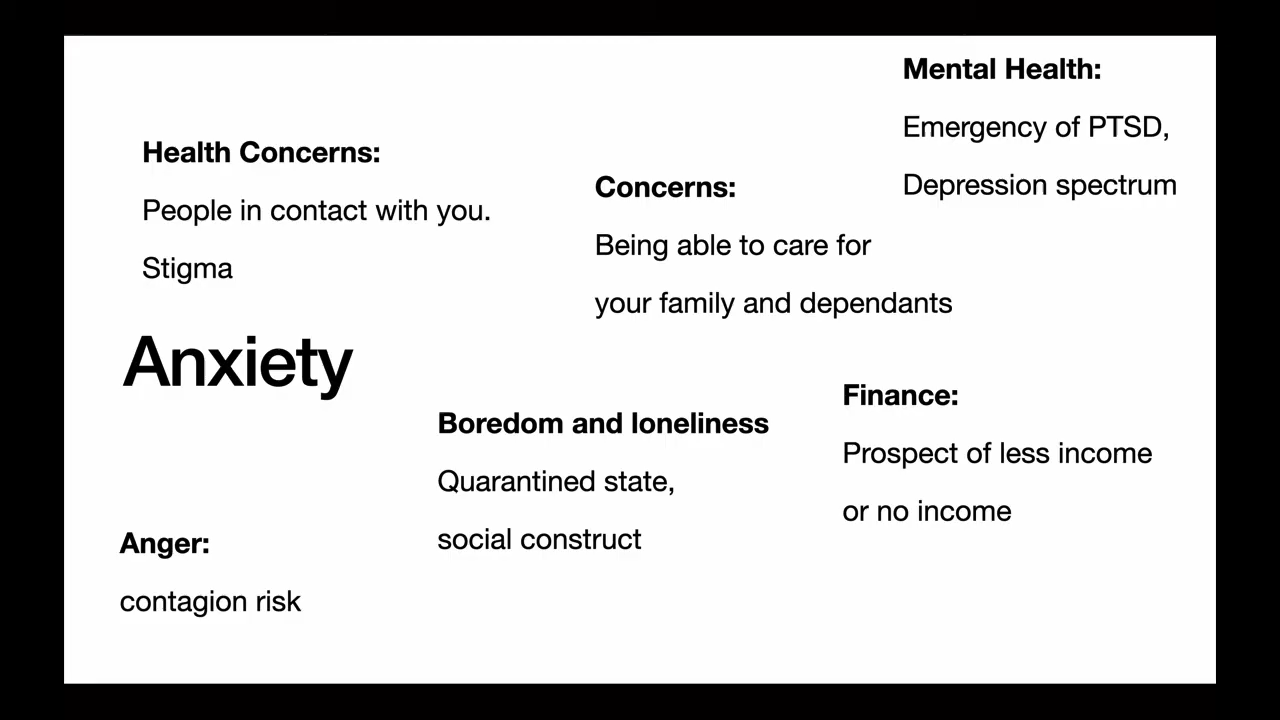 Mental Health:
Emergency of PTSD,
Depression spectrum
Health Concerns:
People in contact with you.
Stigma
Concerns:
Being able to care for
your family and dependants
Anxiety
Finance:
Prospect of less income
or no income
Boredom and loneliness
Quarantined state,
social construct
Anger:
contagion risk